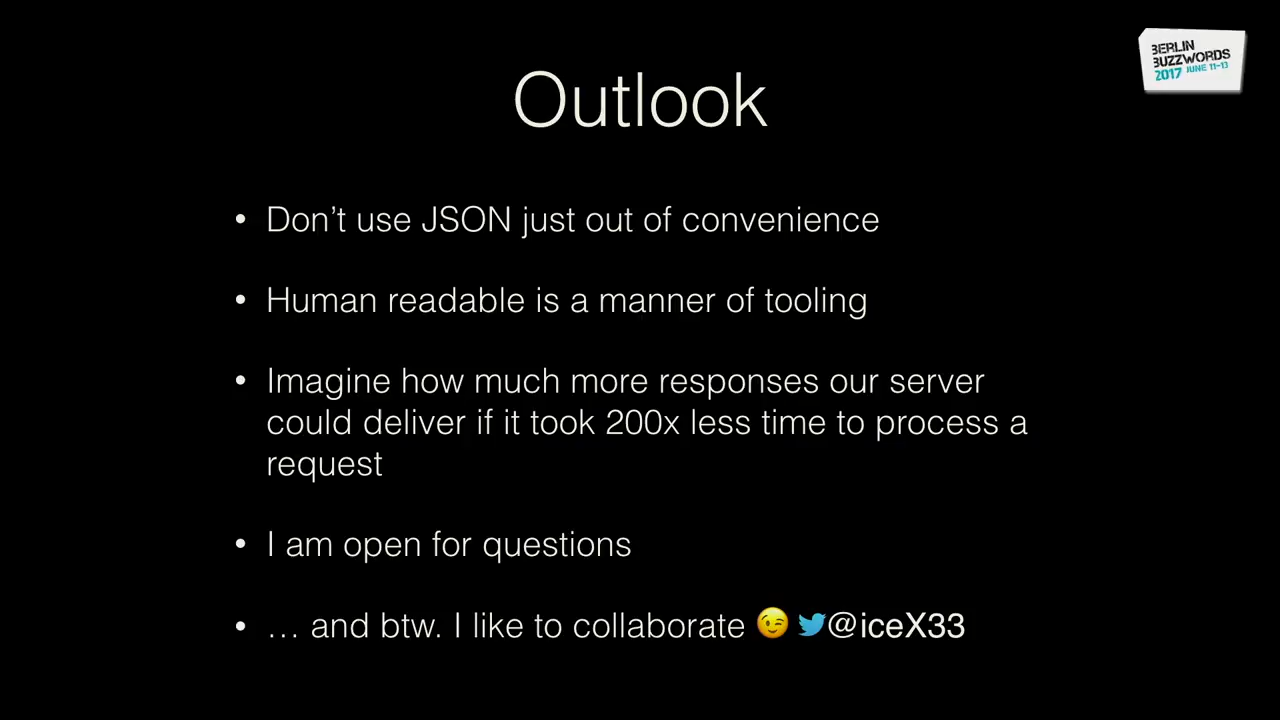 BERLIN
BUZZWORDS
2017 JUNE 11-13
Outlook
• Don't use JSON just out of convenience
• Human readable is a manner of tooling
• Imagine how much more responses our server
could deliver if it took 200x less time to process a
request
• I am open for questions
• … and btw. I like to collaborate 😉 @iceX33